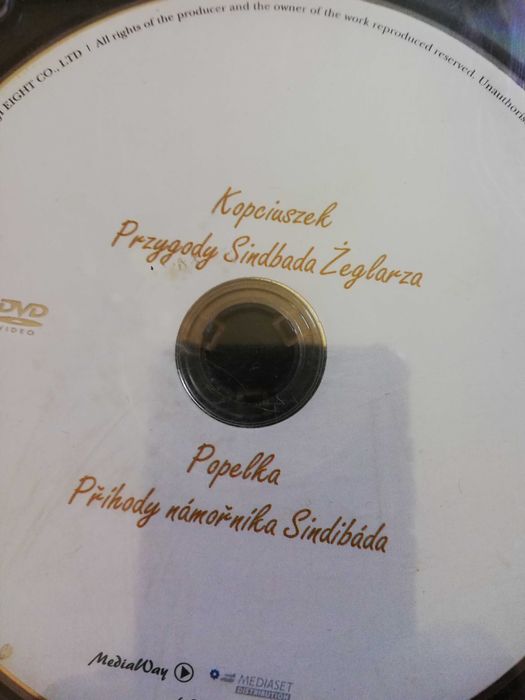 EIGHT CO., LTD | All rights of the producer and the owner of the work reproduced reserved.
Kopciuszek
Przygody Sindbada Żeglarza
DVD
VIDEO
Popelka
Příhody námořníka Sindibáda
MediaWay
MEDIASET
DISTRIBUTION